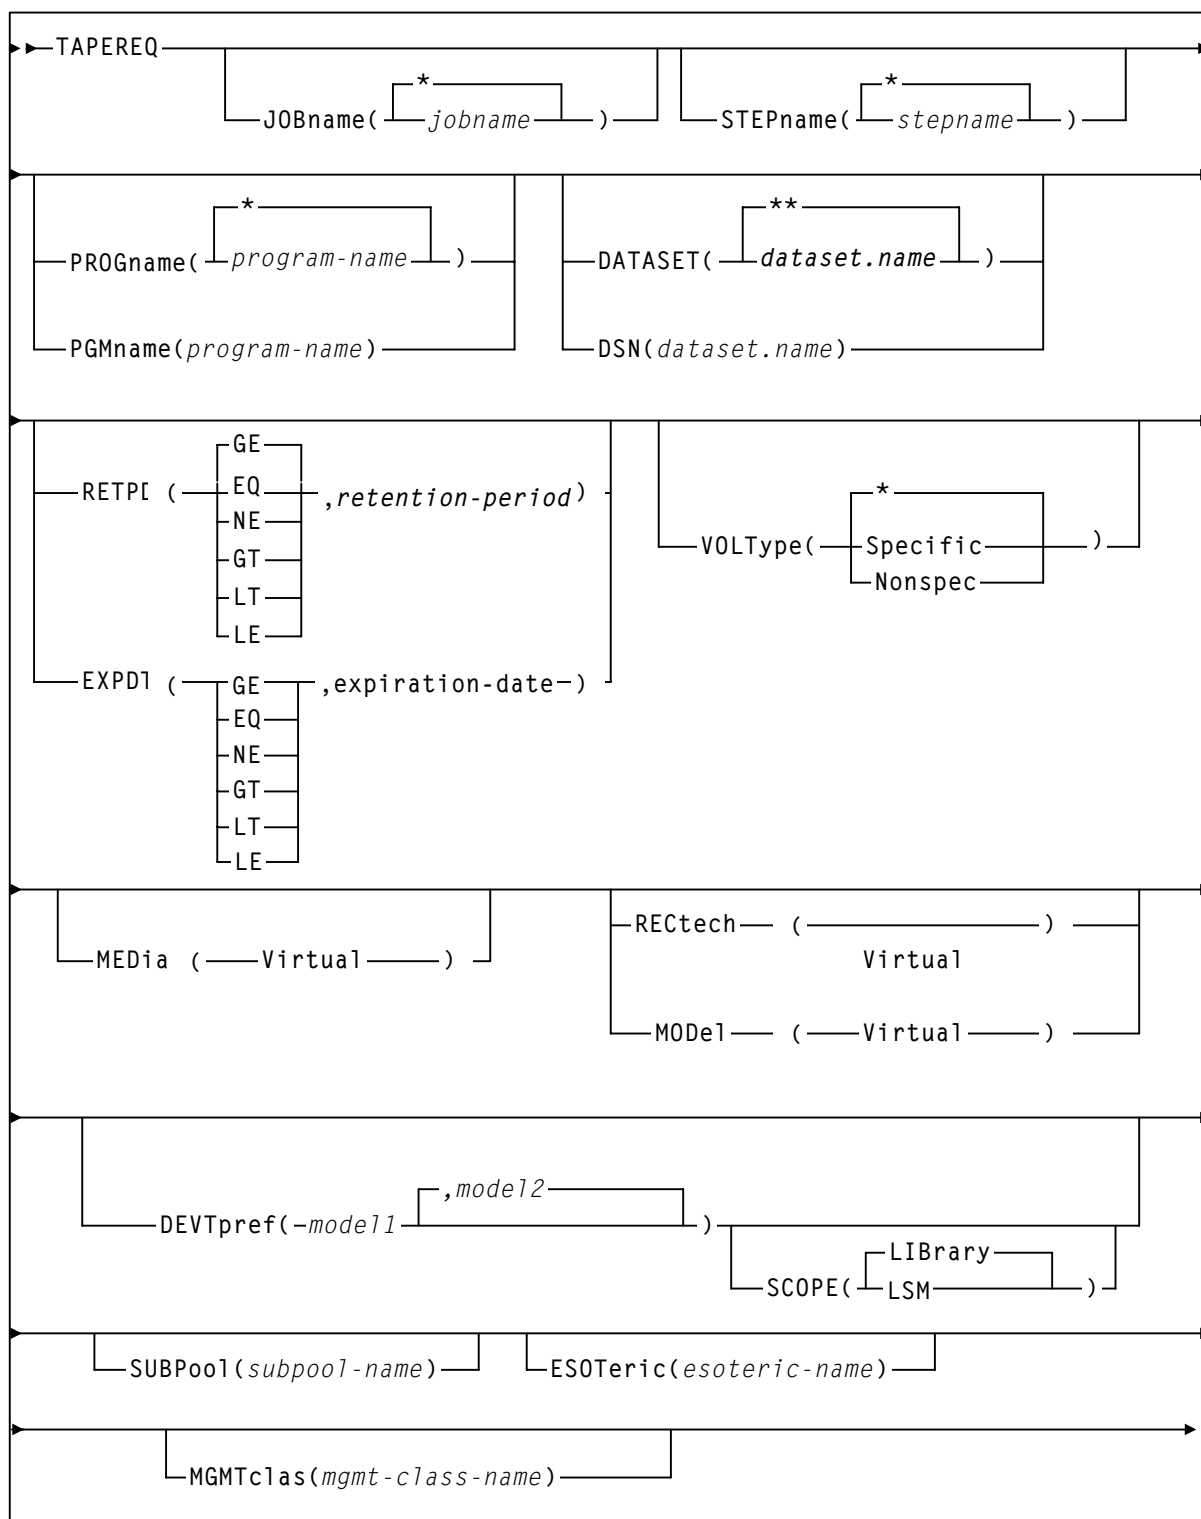 TAPEREQ
*
JOBname( jobname )
*
STEPname( stepname )
*
PROGname( program-name )
PGMname(program-name)
**
DATASET( dataset.name )
DSN(dataset.name)
GE
RETPD ( EQ ,retention-period)
NE
GT
LT
LE
EXPDT ( GE ,expiration-date )
EQ
NE
GT
LT
LE
*
VOLType( Specific )
Nonspec
MEDia ( Virtual )
RECtech ( )
Virtual
MODel ( Virtual )
,model2
DEVTpref( model1 )
LIBrary
SCOPE( LSM )
SUBPool(subpool-name)
ESOTeric(esoteric-name)
MGMTclas(mgmt-class-name)